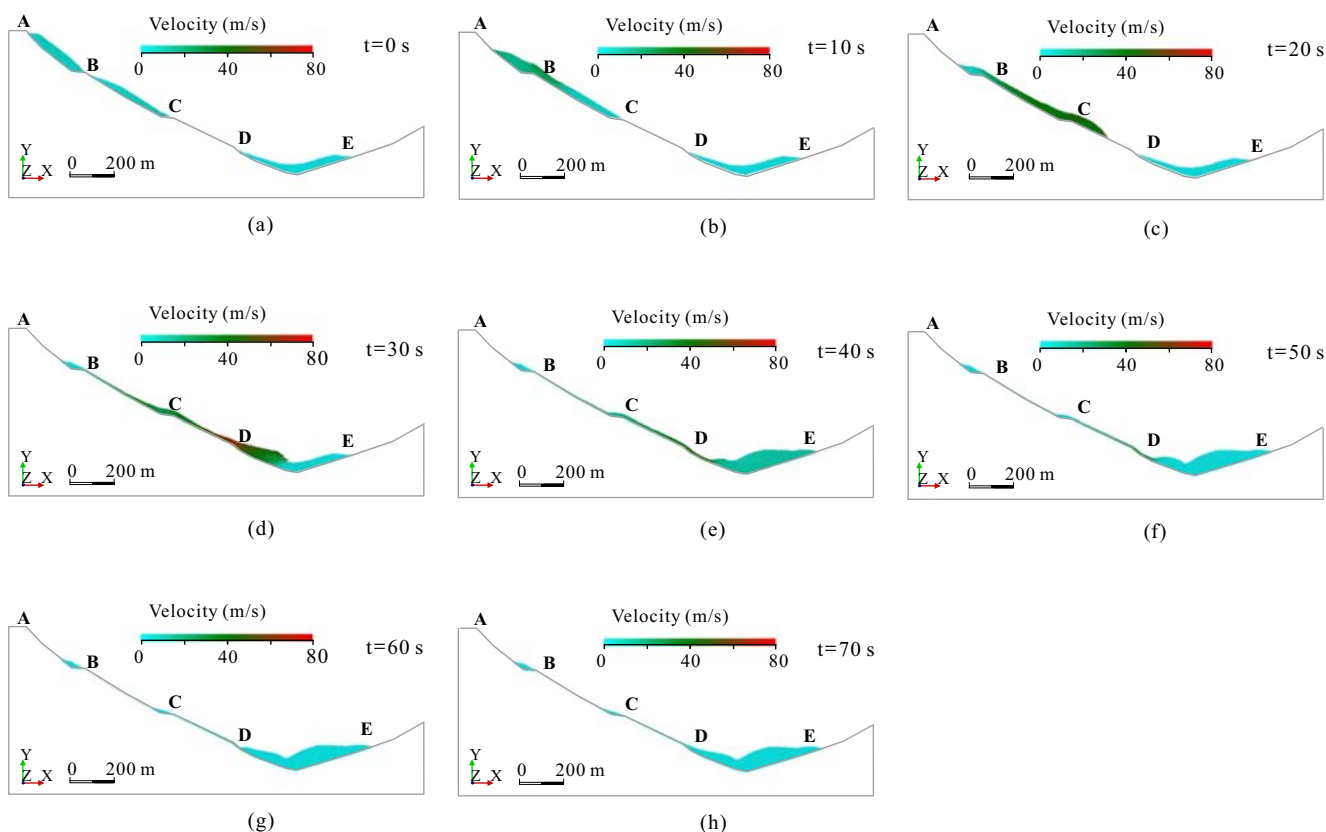 A
Velocity (m/s)
0 40 80
t=0 s
B
C
D
E
Y
Z X
0 200 m
(a)
A
Velocity (m/s)
0 40 80
t=10 s
B
C
D
E
Y
Z X
0 200 m
(b)
A
Velocity (m/s)
0 40 80
t=20 s
B
C
D
E
Y
Z X
0 200 m
(c)
A
Velocity (m/s)
0 40 80
t=30 s
B
C
D
E
Y
Z X
0 200 m
(d)
A
Velocity (m/s)
0 40 80
t=40 s
B
C
D
E
Y
Z X
0 200 m
(e)
A
Velocity (m/s)
0 40 80
t=50 s
B
C
D
E
Y
Z X
0 200 m
(f)
A
Velocity (m/s)
0 40 80
t=60 s
B
C
D
E
Y
Z X
0 200 m
(g)
A
Velocity (m/s)
0 40 80
t=70 s
B
C
D
E
Y
Z X
0 200 m
(h)